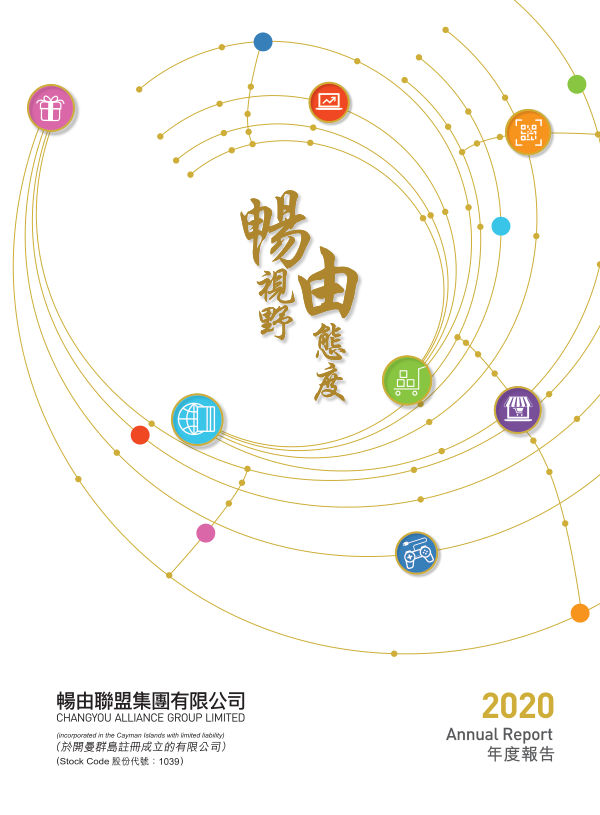 暢由
視野
態度
暢由聯盟集團有限公司
CHANGYOU ALLIANCE GROUP LIMITED
(incorporated in the Cayman Islands with limited liability)
(於開曼群島註冊成立的有限公司)
(Stock Code 股份代號：1039)
2020
Annual Report
年度報告